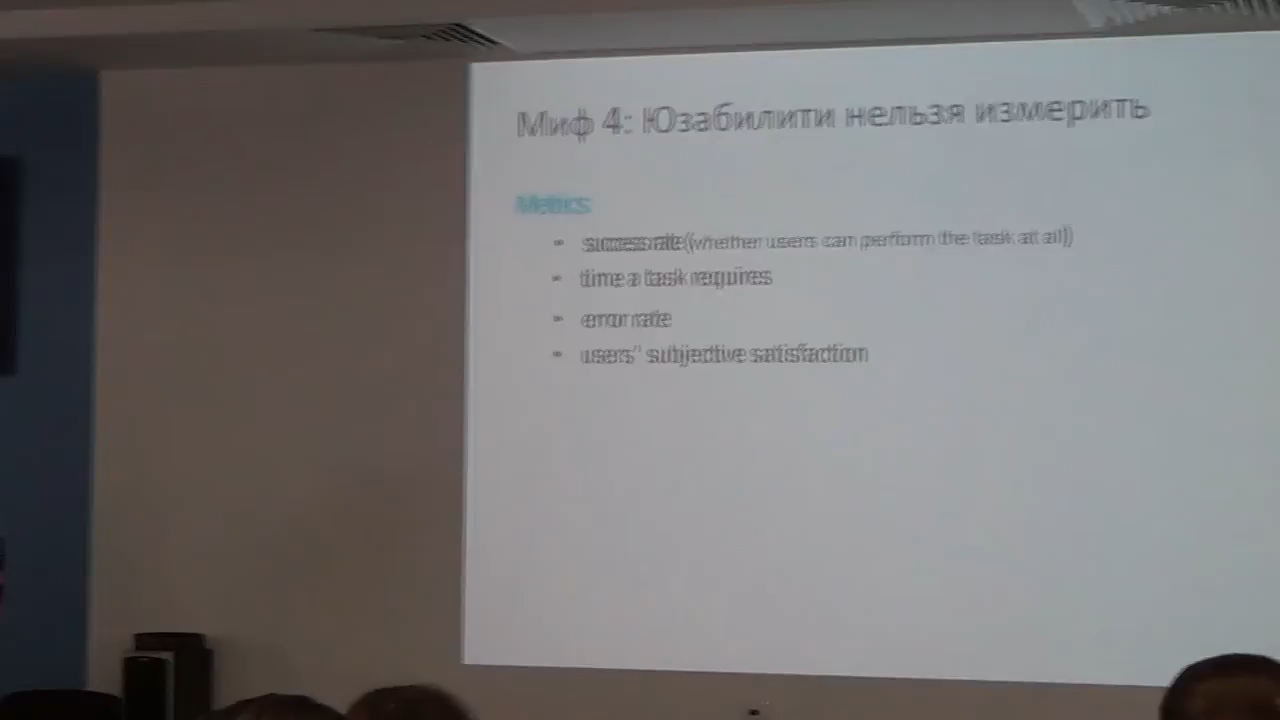 Миф 4: Юзабилити нельзя измерить
Metrics
- success rate (whether users can perform the task at all)
- time a task requires
- error rate
- users' subjective satisfaction